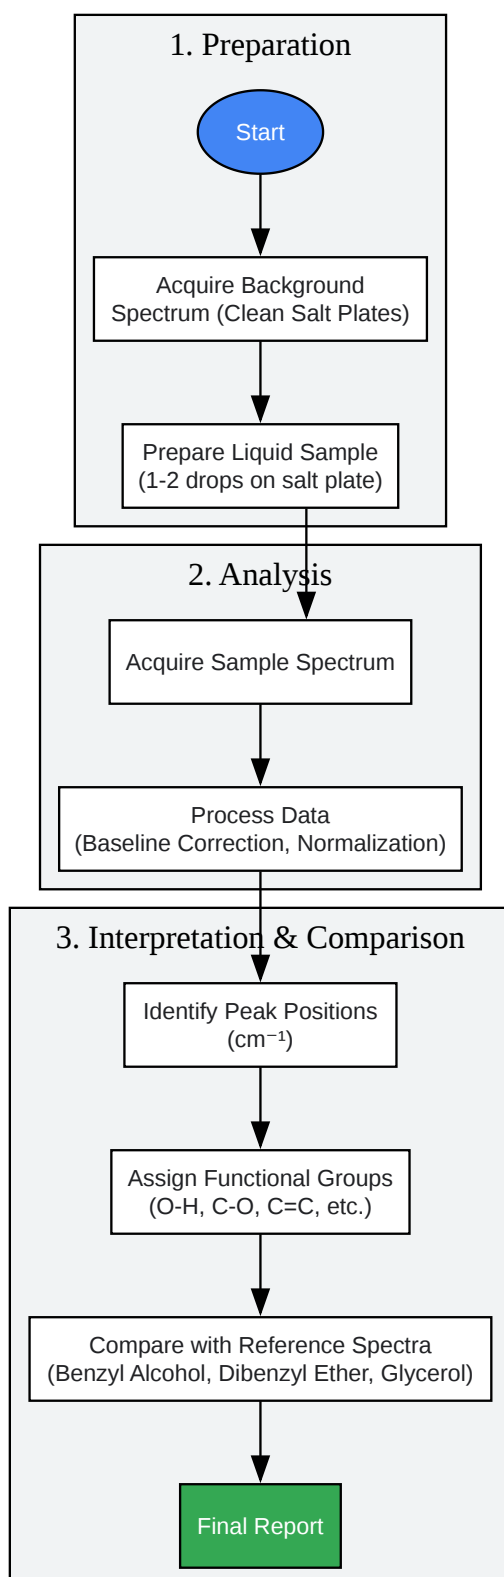 1. Preparation
Start
Acquire Background
Spectrum (Clean Salt Plates)
Prepare Liquid Sample
(1-2 drops on salt plate)
2. Analysis
Acquire Sample Spectrum
Process Data
(Baseline Correction, Normalization)
3. Interpretation & Comparison
Identify Peak Positions
(cm⁻¹)
Assign Functional Groups
(O-H, C-O, C=C, etc.)
Compare with Reference Spectra
(Benzyl Alcohol, Dibenzyl Ether, Glycerol)
Final Report